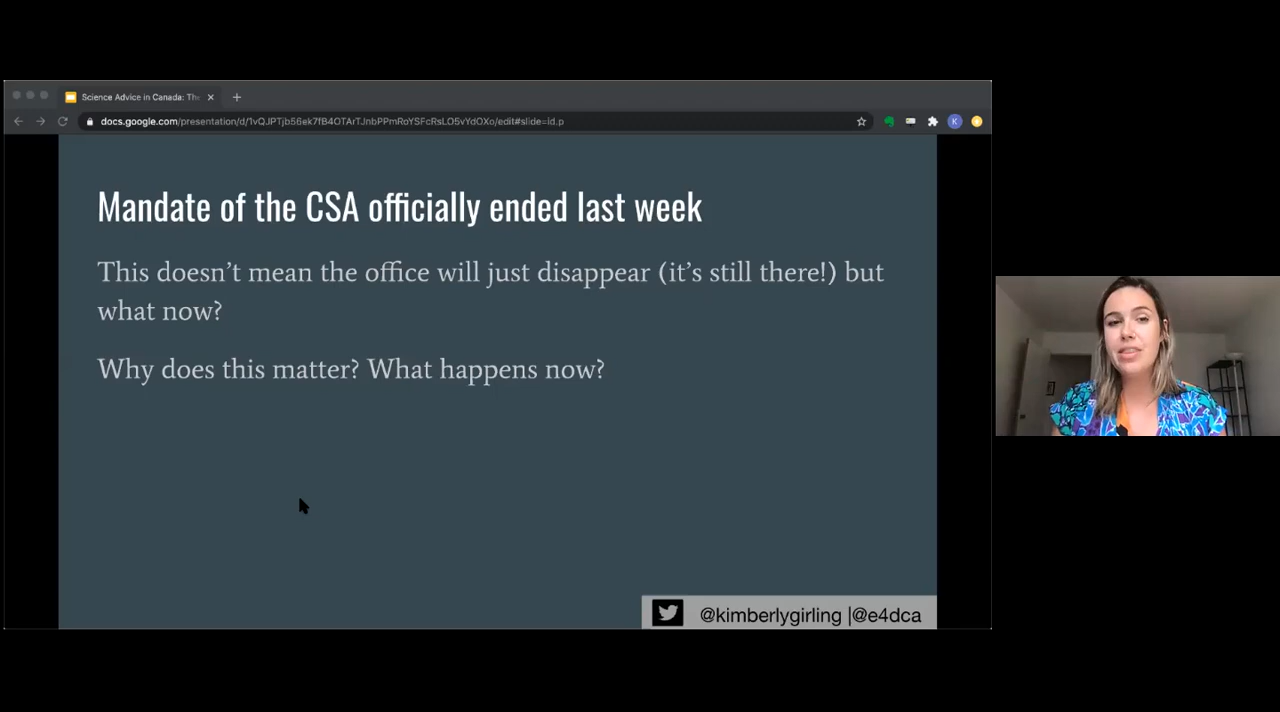 Science Advice in Canada: The
docs.google.com/presentation/d/1vQJPTjb56ek7fB4OTArTJnbPPmRoYSFcRsLO5vYdOXo/edit#slide=id.p
K
Mandate of the CSA officially ended last week
This doesn't mean the office will just disappear (it's still there!) but
what now?
Why does this matter? What happens now?
@kimberlygirling |@e4dca